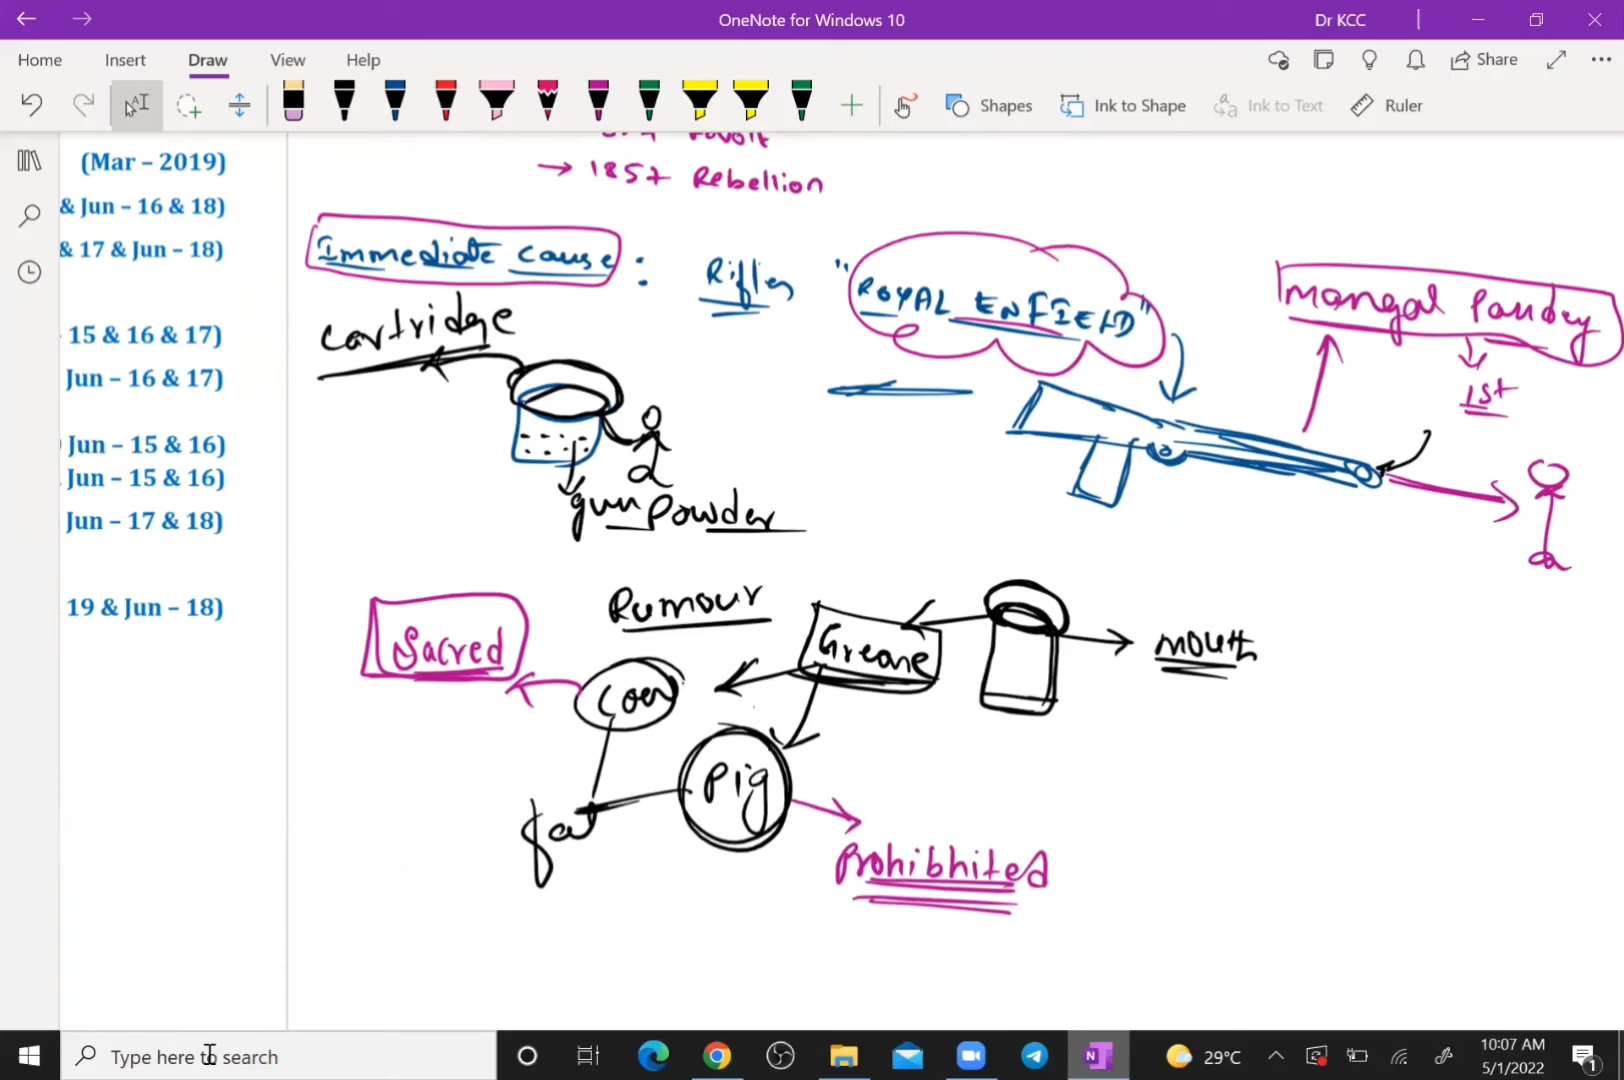 OneNote for Windows 10
Dr KCC
Home Insert Draw View Help
Share
Shapes
Ink to Shape
Ink to Text
Ruler
(Mar – 2019)
& Jun – 16 & 18)
& 17 & Jun – 18)
15 & 16 & 17)
Jun – 16 & 17)
Jun – 15 & 16)
Jun – 15 & 16)
Jun – 17 & 18)
19 & Jun – 18)
→ 1857 Rebellion
Immediate cause : Rifles "ROYAL ENFIELD"
Mangal Pandey
1st
cartridge
gun powder
Rumour
Sacred
Grease
mouth
Cow
Pig
fat
Prohibhited
Type here to search
29°C
10:07 AM
5/1/2022
1